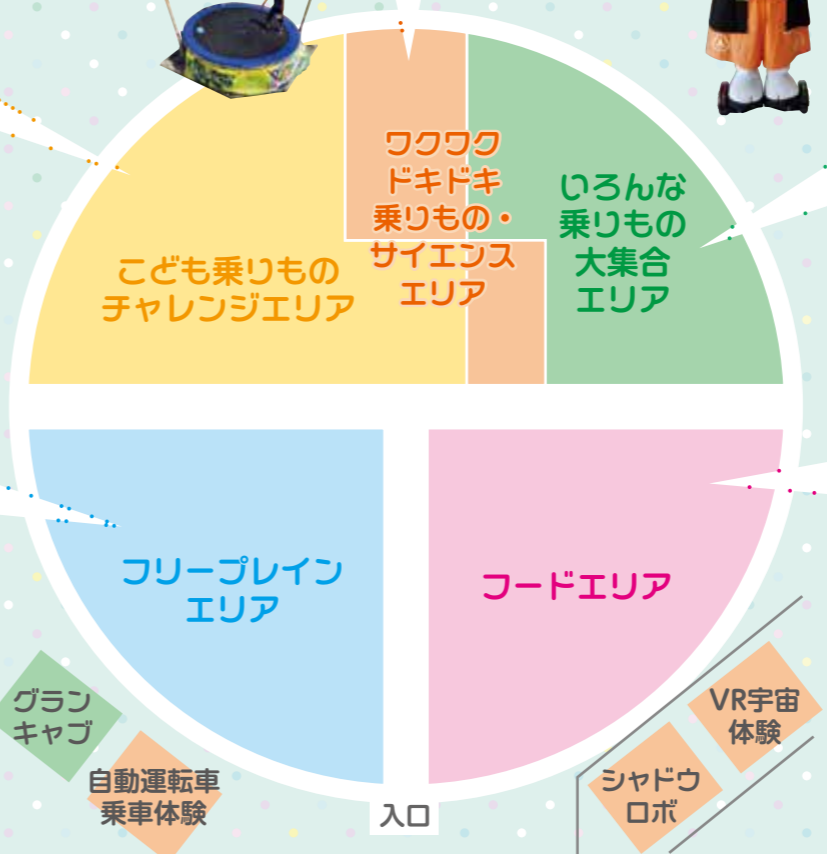 ワクワク
ドキドキ
乗りもの・
サイエンス
エリア
いろんな
乗りもの
大集合
エリア
こども乗りもの
チャレンジエリア
フリープレイン
エリア
フードエリア
グラン
キャブ
自動運転車
乗車体験
入口
シャドウ
ロボ
VR宇宙
体験